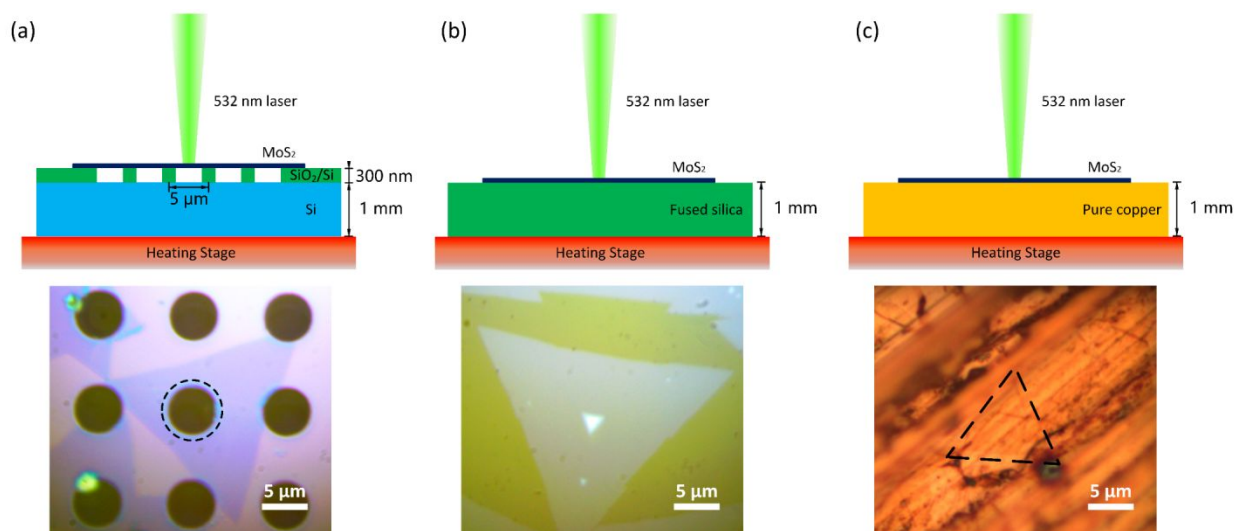 (a)
532 nm laser
MoS₂
SiO₂/Si
300 nm
5 µm
Si
1 mm
Heating Stage
5 µm
(b)
532 nm laser
MoS₂
Fused silica
1 mm
Heating Stage
5 µm
(c)
532 nm laser
MoS₂
Pure copper
1 mm
Heating Stage
5 µm